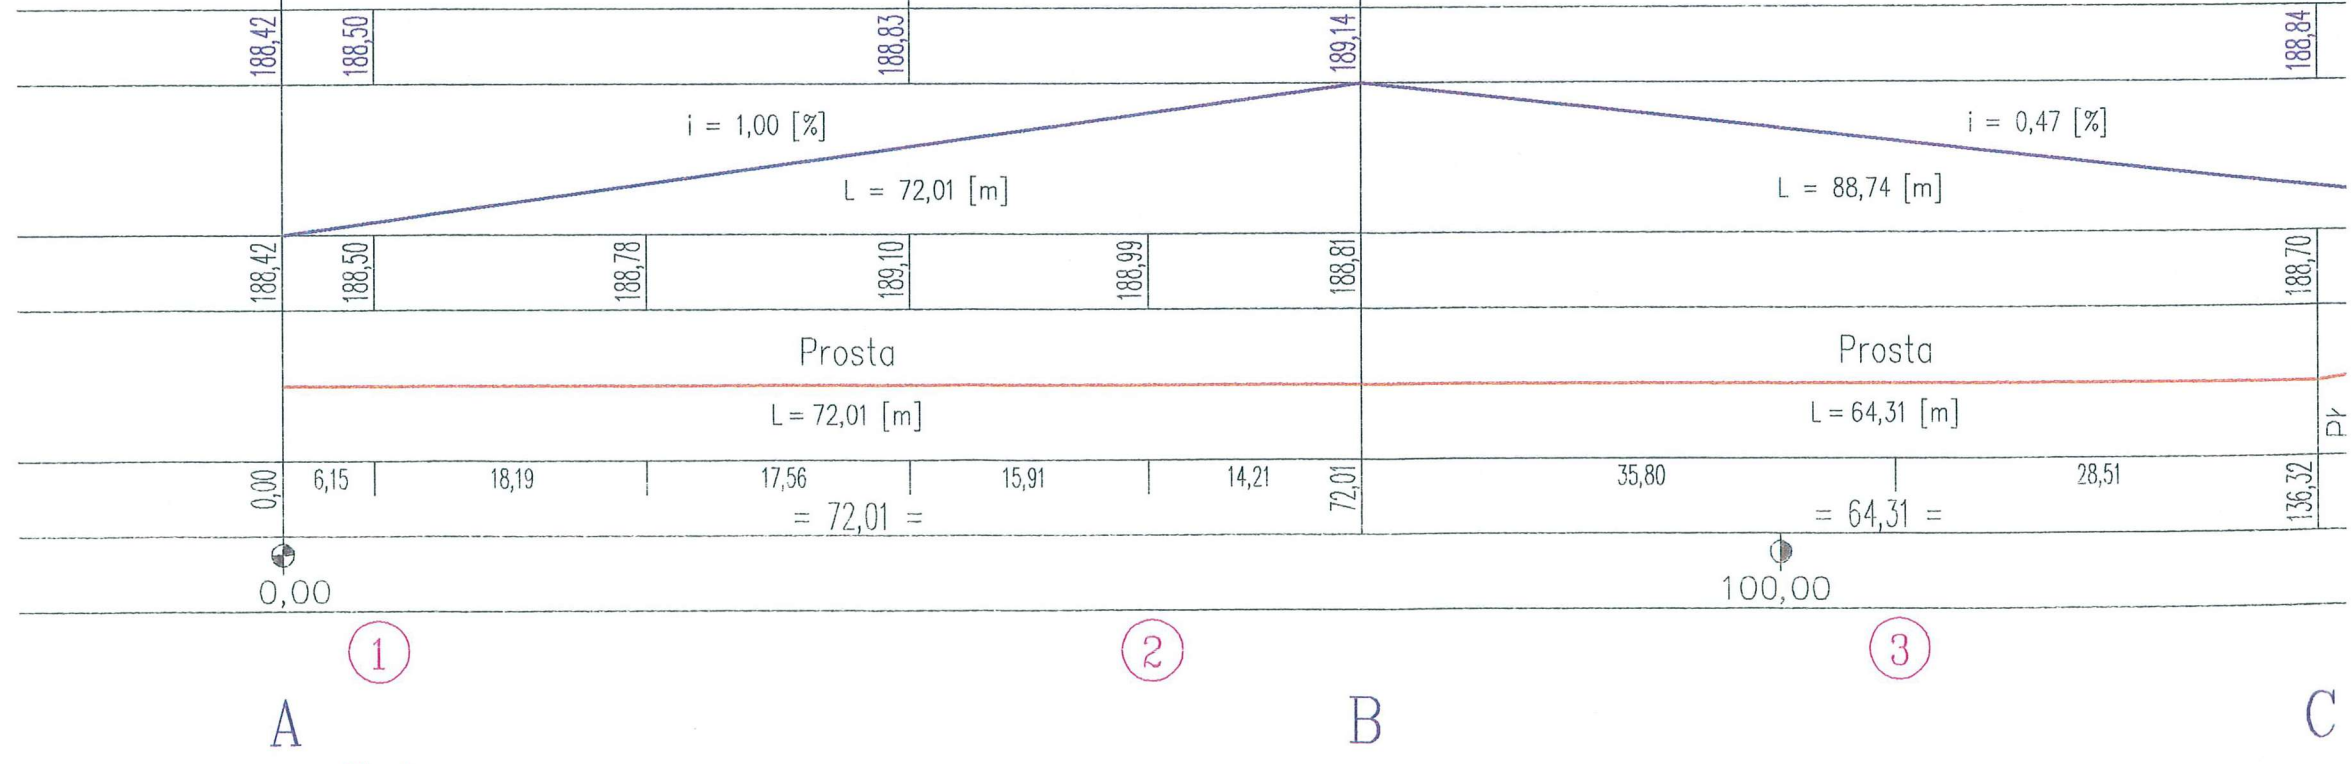 188,42 188,50 188,83 189,14 188,84
i = 1,00 [%] i = 0,47 [%]
L = 72,01 [m] L = 88,74 [m]
188,42 188,50 188,78 189,10 188,99 188,81 188,70
Prosta Prosta
L= 72,01 [m] L= 64,31 [m]
0,00 6,15 18,19 17,56 15,91 14,21 72,01 35,80 28,51 136,32
= 72,01 = = 64,31 =
0,00 100,00
1 2 3
A B C